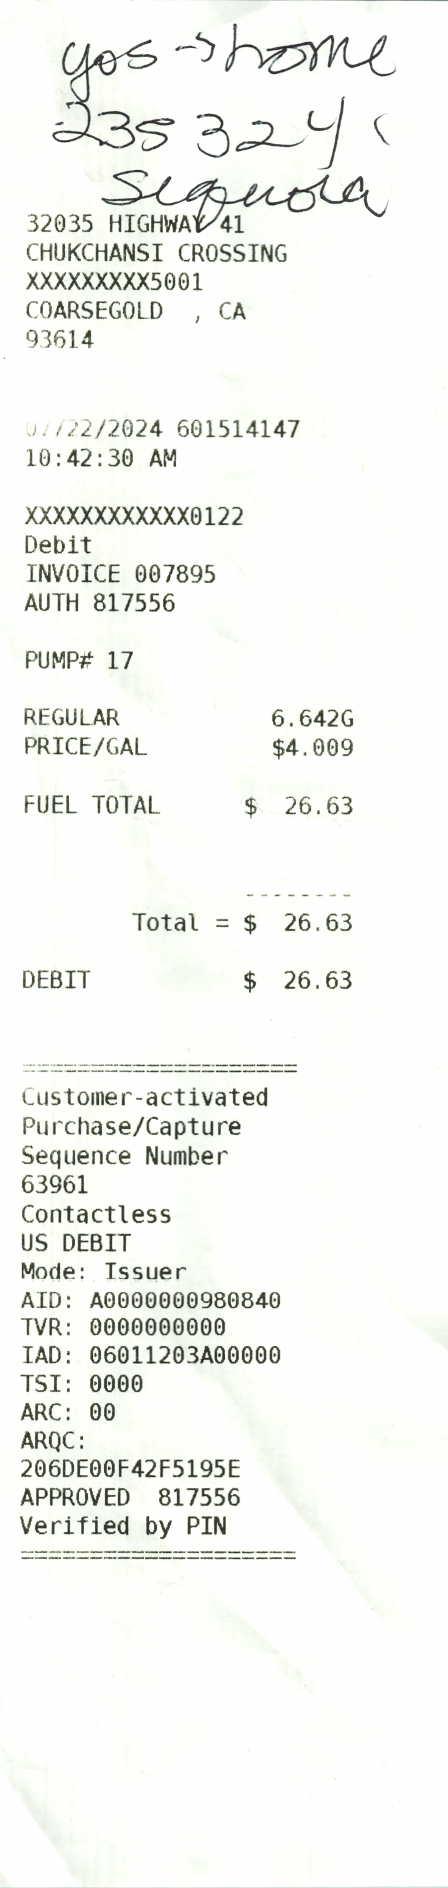 yos -> home
235324
Sequoia
32035 HIGHWAY 41
CHUKCHANSI CROSSING
XXXXXXXXX5001
COARSEGOLD , CA
93614
07/22/2024 601514147
10:42:30 AM
XXXXXXXXXXXX0122
Debit
INVOICE 007895
AUTH 817556
PUMP# 17
REGULAR 6.642G
PRICE/GAL $4.009
FUEL TOTAL $ 26.63
--------
Total = $ 26.63
DEBIT $ 26.63
====================
Customer-activated
Purchase/Capture
Sequence Number
63961
Contactless
US DEBIT
Mode: Issuer
AID: A0000000980840
TVR: 0000000000
IAD: 06011203A00000
TSI: 0000
ARC: 00
ARQC:
206DE00F42F5195E
APPROVED 817556
Verified by PIN
====================